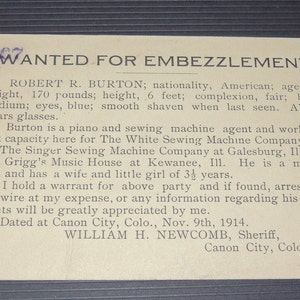 87
WANTED FOR EMBEZZLEMEN
ROBERT R. BURTON; nationality, American; age
eight, 170 pounds; height, 6 feet; complexion, fair;
dium; eyes, blue; smooth shaven when last seen. A
ars glasses.
Burton is a piano and sewing machine agent and wor
t capacity here for The White Sewing Machine Company
The Singer Sewing Machine Company at Galesburg, Il
Grigg's Music House at Kewanee, Ill. He is a m
and has a wife and little girl of 3½ years.
I hold a warrant for above party and if found, arres
wire at my expense, or any information regarding his
cts will be greatly appreciated by me.
Dated at Canon City, Colo., Nov. 9th, 1914.
WILLIAM H. NEWCOMB, Sheriff,
Canon City, Colo